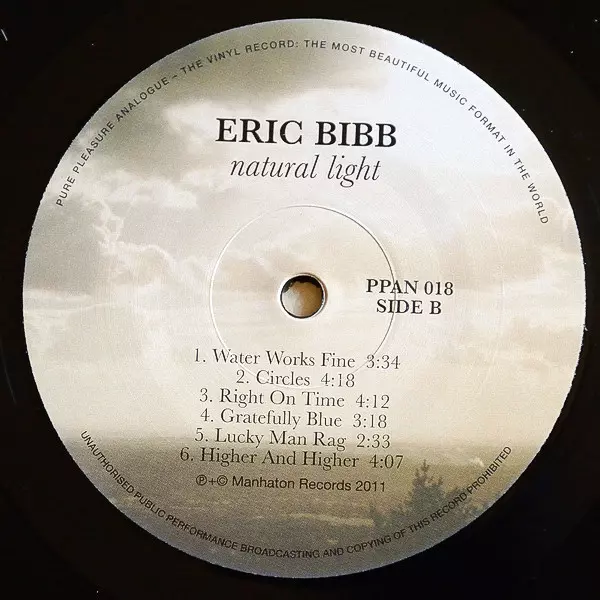 PURE PLEASURE ANALOGUE – THE VINYL RECORD: THE MOST BEAUTIFUL MUSIC FORMAT IN THE WORLD
ERIC BIBB
natural light
PPAN 018
SIDE B
1. Water Works Fine 3:34
2. Circles 4:18
3. Right On Time 4:12
4. Gratefully Blue 3:18
5. Lucky Man Rag 2:33
6. Higher And Higher 4:07
℗+© Manhaton Records 2011
UNAUTHORISED PUBLIC PERFORMANCE BROADCASTING AND COPYING OF THIS RECORD PROHIBITED